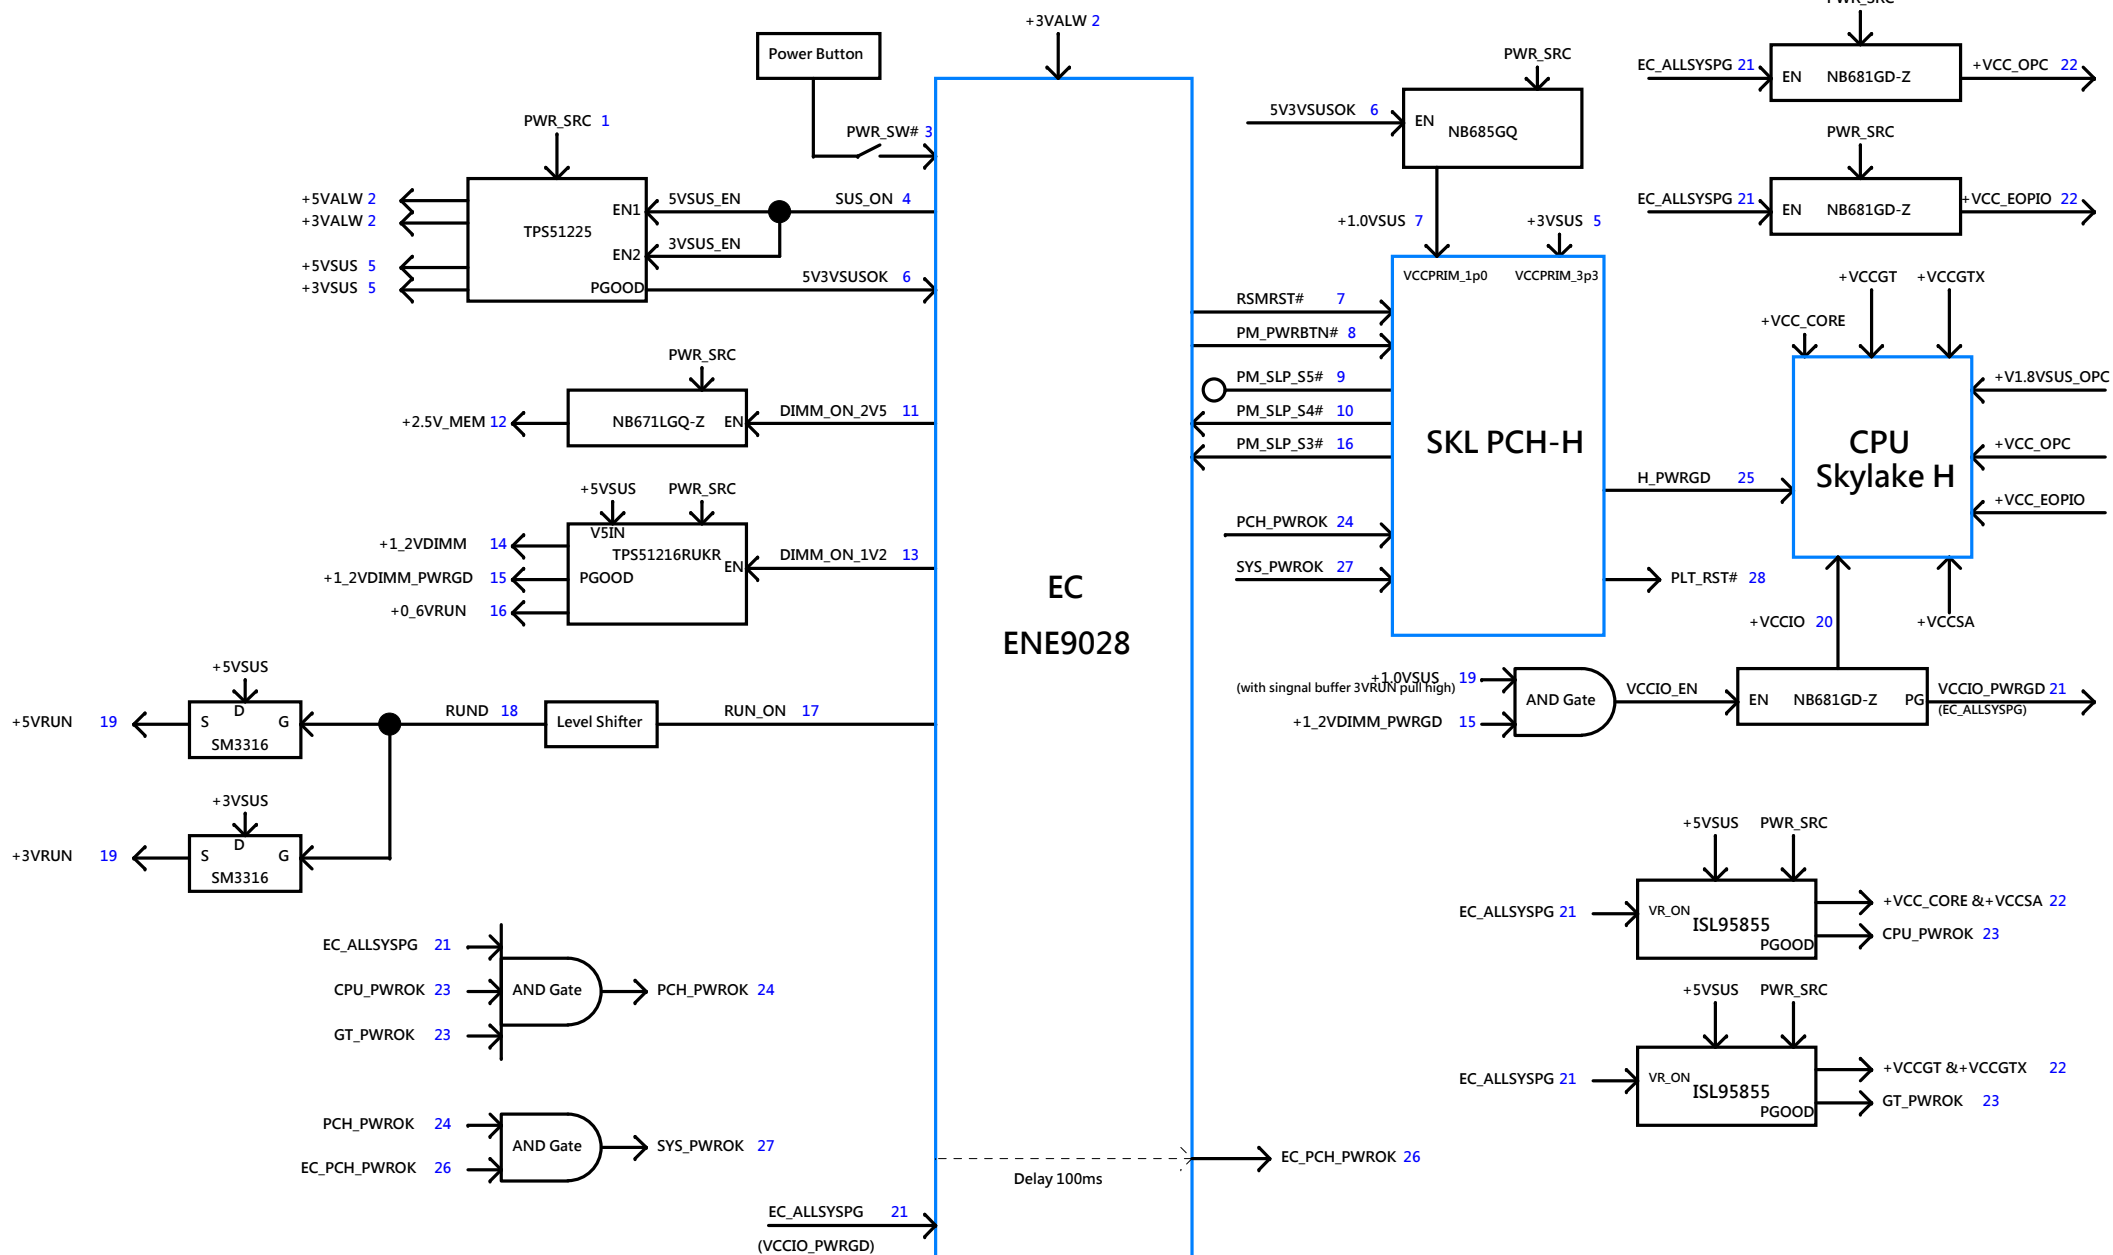 +3VALW 2
PWR_SRC
Power Button
PWR_SRC
EC_ALLSYSPG 21
EN
NB681GD-Z
+VCC_OPC 22
5V3VSUSOK 6
EN
NB685GQ
PWR_SRC 1
PWR_SW# 3
PWR_SRC
+5VALW 2
+3VALW 2
+5VSUS 5
+3VSUS 5
TPS51225
EN1
EN2
PGOOD
5VSUS_EN
SUS_ON 4
3VSUS_EN
5V3VSUSOK 6
EC_ALLSYSPG 21
EN
NB681GD-Z
+VCC_EOPIO 22
+1.0VSUS 7
+3VSUS 5
VCCPRIM_1p0
VCCPRIM_3p3
RSMRST# 7
PM_PWRBTN# 8
PM_SLP_S5# 9
PM_SLP_S4# 10
PM_SLP_S3# 16
PCH_PWROK 24
SYS_PWROK 27
SKL PCH-H
H_PWRGD 25
PLT_RST# 28
+VCCGT
+VCCGTX
+VCC_CORE
CPU
Skylake H
+V1.8VSUS_OPC
+VCC_OPC
+VCC_EOPIO
+VCCIO 20
+VCCSA
PWR_SRC
+2.5V_MEM 12
NB671LGQ-Z
EN
DIMM_ON_2V5 11
+5VSUS
PWR_SRC
V5IN
TPS51216RUKR
PGOOD
EN
+1_2VDIMM 14
+1_2VDIMM_PWRGD 15
+0_6VRUN 16
DIMM_ON_1V2 13
EC
ENE9028
+5VSUS
+5VRUN 19
S
D
G
SM3316
RUND 18
Level Shifter
RUN_ON 17
+3VSUS
+3VRUN 19
S
D
G
SM3316
+1.0VSUS 19
(with singnal buffer 3VRUN pull high)
+1_2VDIMM_PWRGD 15
AND Gate
VCCIO_EN
EN
NB681GD-Z
PG
VCCIO_PWRGD 21
(EC_ALLSYSPG)
+5VSUS
PWR_SRC
EC_ALLSYSPG 21
VR_ON
ISL95855
PGOOD
+VCC_CORE &+VCCSA 22
CPU_PWROK 23
EC_ALLSYSPG 21
CPU_PWROK 23
GT_PWROK 23
AND Gate
PCH_PWROK 24
+5VSUS
PWR_SRC
EC_ALLSYSPG 21
VR_ON
ISL95855
PGOOD
+VCCGT &+VCCGTX 22
GT_PWROK 23
PCH_PWROK 24
EC_PCH_PWROK 26
AND Gate
SYS_PWROK 27
Delay 100ms
EC_PCH_PWROK 26
EC_ALLSYSPG 21
(VCCIO_PWRGD)